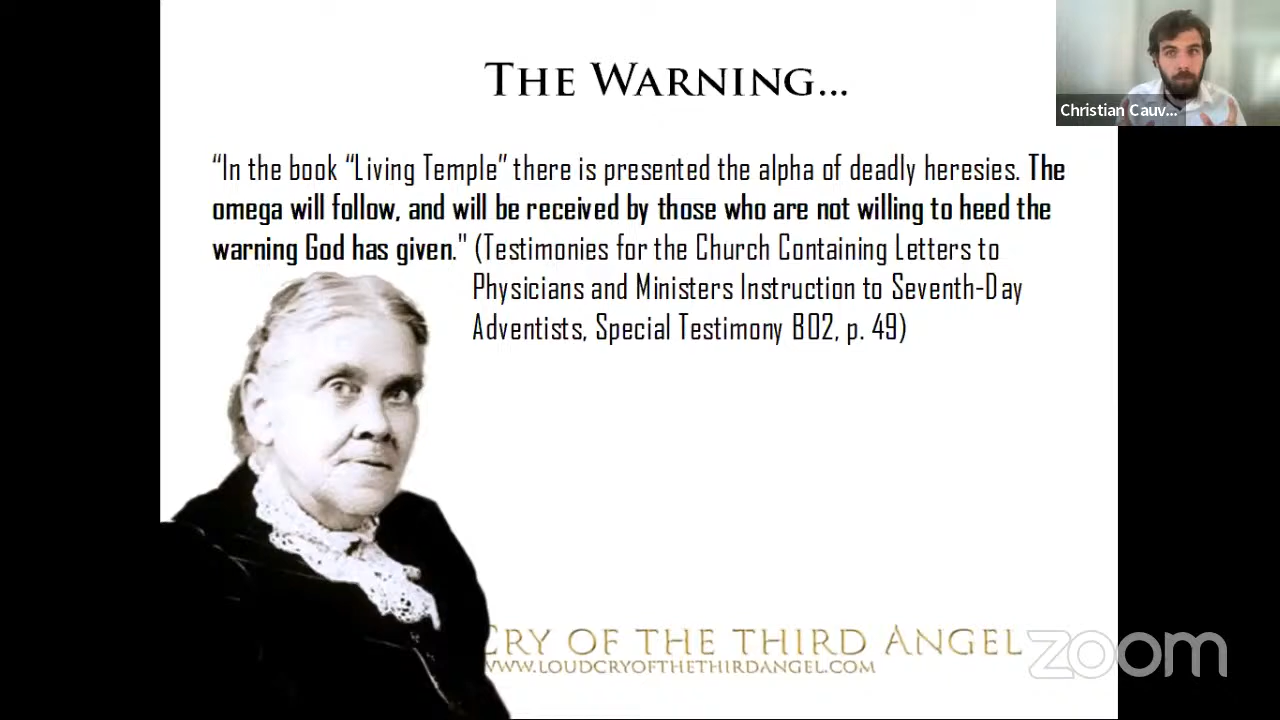 THE WARNING...
Christian Cauv...
“In the book “Living Temple” there is presented the alpha of deadly heresies. The
omega will follow, and will be received by those who are not willing to heed the
warning God has given." (Testimonies for the Church Containing Letters to
Physicians and Ministers Instruction to Seventh-Day
Adventists, Special Testimony B02, p. 49)
CRY OF THE THIRD ANGEL
WWW.LOUDCRYOFTHETHIRDANGEL.COM
zoom